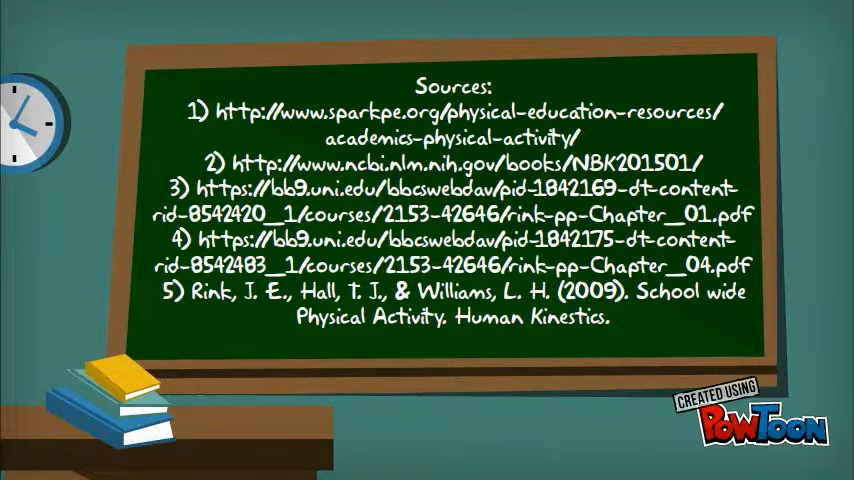 Sources:
1) http://www.sparkpe.org/physical-education-resources/
academics-physical-activity/
2) http://www.ncbi.nlm.nih.gov/books/NBK201501/
3) https://bb9.uni.edu/bbcswebdav/pid-1842169-dt-content-
rid-8542420_1/courses/2153-42646/rink-pp-Chapter_01.pdf
4) https://bb9.uni.edu/bbcswebdav/pid-1842175-dt-content-
rid-8542483_1/courses/2153-42646/rink-pp-Chapter_04.pdf
5) Rink, J. E., Hall, T. J., & Williams, L. H. (2009). School wide
Physical Activity. Human Kinestics.
CREATED USING
POWTOON